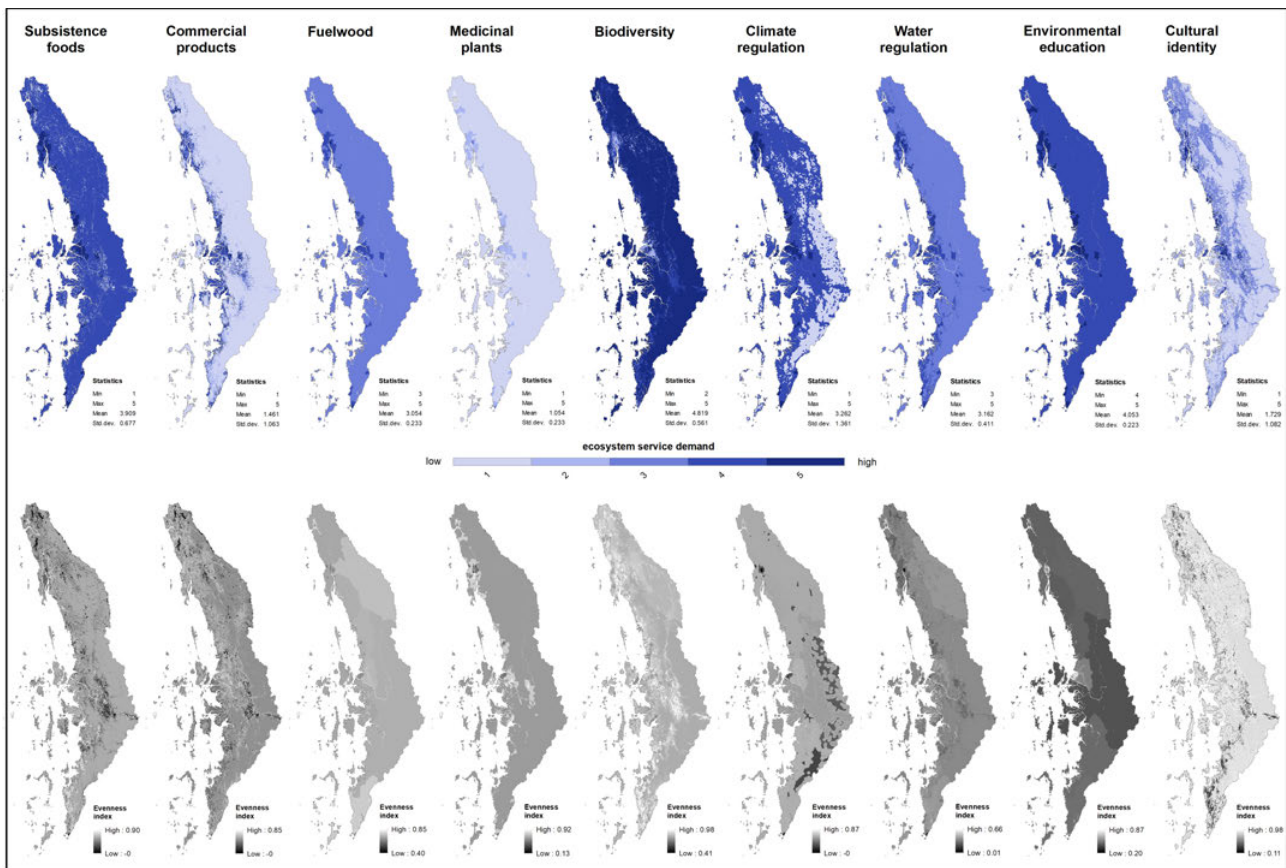 Subsistence foods
Commercial products
Fuelwood
Medicinal plants
Biodiversity
Climate regulation
Water regulation
Environmental education
Cultural identity
Statistics
Min 1
Max 5
Mean 3.909
Std.dev. 0.677
Statistics
Min 1
Max 5
Mean 1.461
Std.dev. 1.063
Statistics
Min 3
Max 5
Mean 3.054
Std.dev. 0.233
Statistics
Min 1
Max 5
Mean 1.054
Std.dev. 0.233
Statistics
Min 2
Max 5
Mean 4.819
Std.dev. 0.561
Statistics
Min 1
Max 5
Mean 3.262
Std.dev. 1.361
Statistics
Min 3
Max 5
Mean 3.162
Std.dev. 0.411
Statistics
Min 4
Max 5
Mean 4.053
Std.dev. 0.223
Statistics
Min 1
Max 5
Mean 1.729
Std.dev. 1.082
ecosystem service demand
low
high
1 2 3 4 5
Evenness index
High : 0.90
Low : -0
Evenness index
High : 0.85
Low : -0
Evenness index
High : 0.85
Low : 0.40
Evenness index
High : 0.92
Low : 0.13
Evenness index
High : 0.98
Low : 0.41
Evenness index
High : 0.87
Low : -0
Evenness index
High : 0.66
Low : 0.01
Evenness index
High : 0.87
Low : 0.20
Evenness index
High : 0.98
Low : 0.11